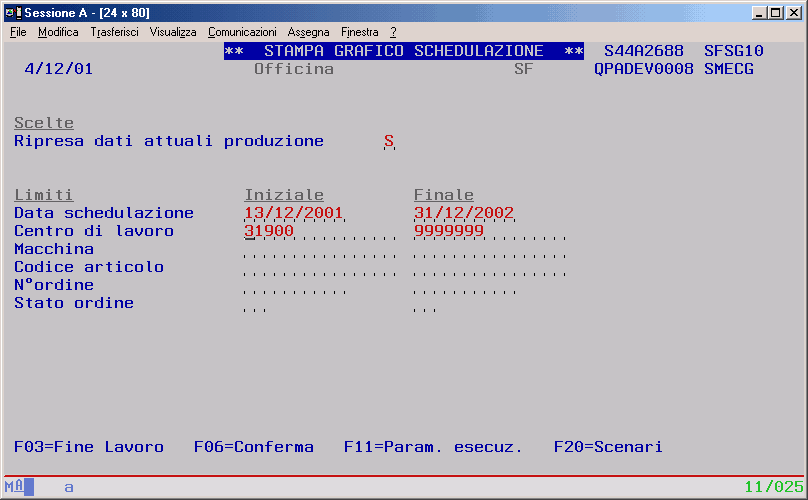 Sessione A - [24 x 80]
File Modifica Trasferisci Visualizza Comunicazioni Assegna Finestra ?
** STAMPA GRAFICO SCHEDULAZIONE ** S44A2688 SFSG10
4/12/01 Officina SF QPADEV0008 SMECG
Scelte
Ripresa dati attuali produzione S
Limiti Iniziale Finale
Data schedulazione 13/12/2001 31/12/2002
Centro di lavoro 31900 9999999
Macchina
Codice articolo
N°ordine
Stato ordine
F03=Fine Lavoro F06=Conferma F11=Param. esecuz. F20=Scenari
MA a 11/025